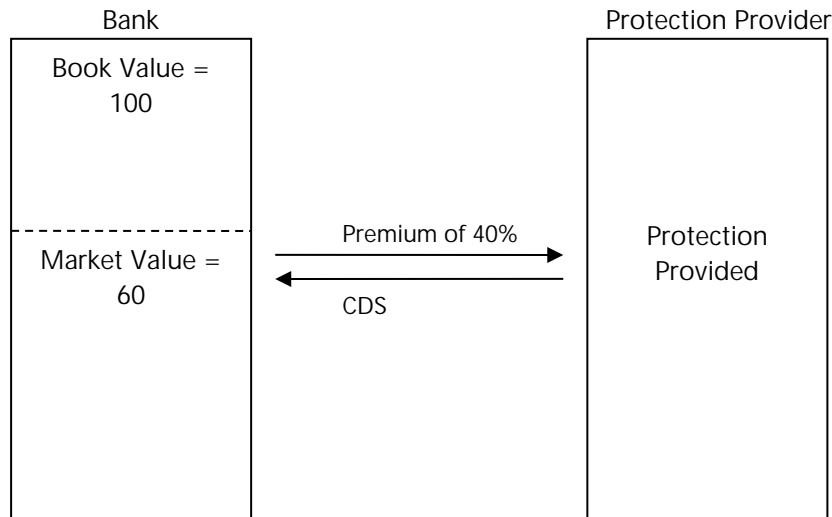 Bank
Protection Provider
Book Value =
100
Premium of 40%
Protection
Provided
Market Value =
60
CDS